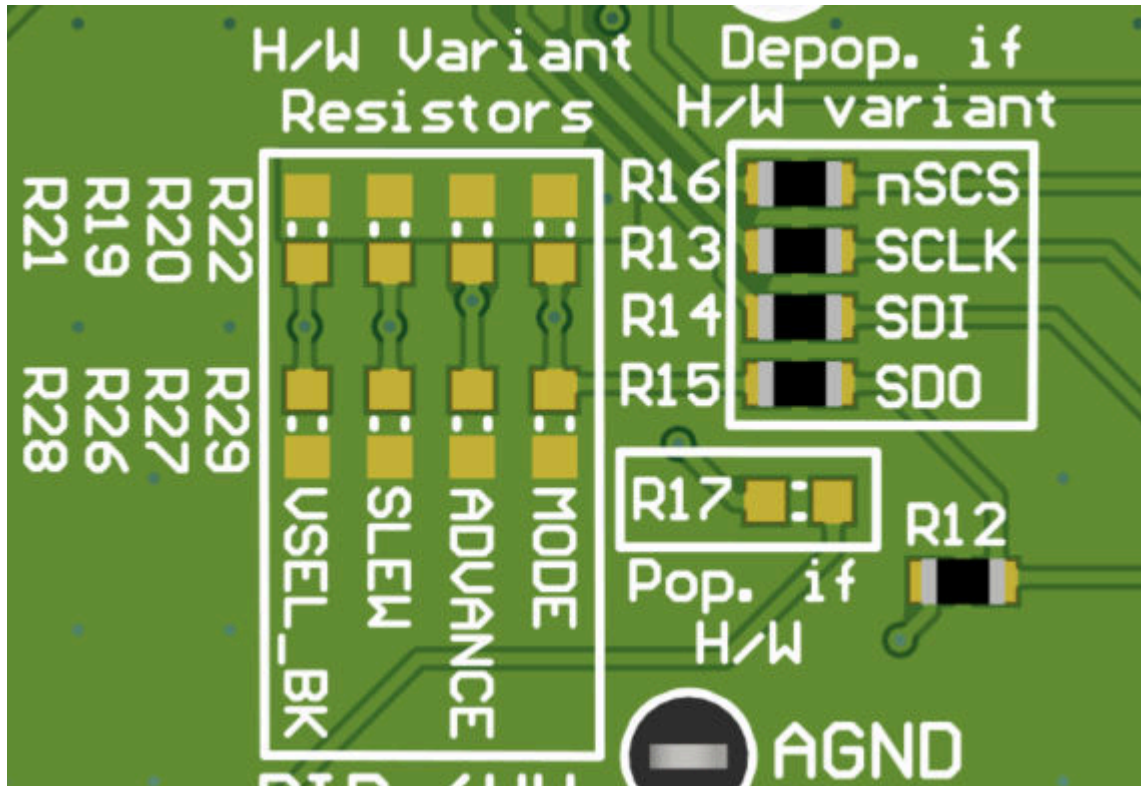 H/W Variant
Resistors
Depop. if
H/W variant
R21
R19
R20
R22
R28
R26
R27
R29
VSEL_BK
SLEW
ADVANCE
MODE
R16 nSCS
R13 SCLK
R14 SDI
R15 SDO
R17
Pop. if
H/W
R12
AGND